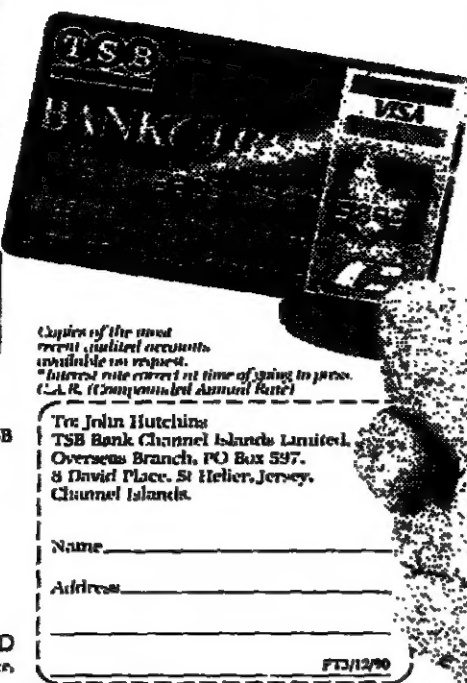 TSB
BANKCARD
VISA
Copies of the most
recent audited accounts
available on request.
*Interest rate correct at time of going to press.
C.A.R. (Compounded Annual Rate)
To: John Hutchins
TSB Bank Channel Islands Limited,
Overseas Branch, PO Box 597,
8 David Place, St Helier, Jersey,
Channel Islands.
Name
Address
FT3/12/90